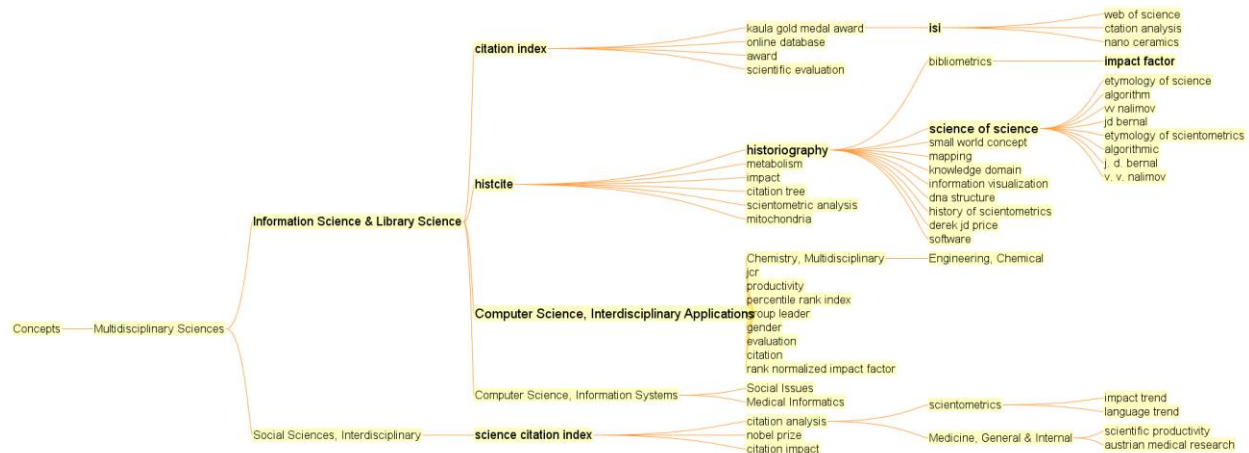 Concepts
Multidisciplinary Sciences
Information Science & Library Science
citation index
kaula gold medal award
isi
web of science
ctation analysis
nano ceramics
online database
award
scientific evaluation
histcite
historiography
bibliometrics
impact factor
science of science
etymology of science
algorithm
vv nalimov
jd bernal
etymology of scientometrics
algorithmic
j. d. bernal
v. v. nalimov
small world concept
mapping
knowledge domain
information visualization
dna structure
history of scientometrics
derek jd price
software
metabolism
impact
citation tree
scientometric analysis
mitochondria
Computer Science, Interdisciplinary Applications
Chemistry, Multidisciplinary
Engineering, Chemical
jcr
productivity
percentile rank index
group leader
gender
evaluation
citation
rank normalized impact factor
Computer Science, Information Systems
Social Issues
Medical Informatics
Social Sciences, Interdisciplinary
science citation index
citation analysis
scientometrics
impact trend
language trend
Medicine, General & Internal
scientific productivity
austrian medical research
nobel prize
citation impact